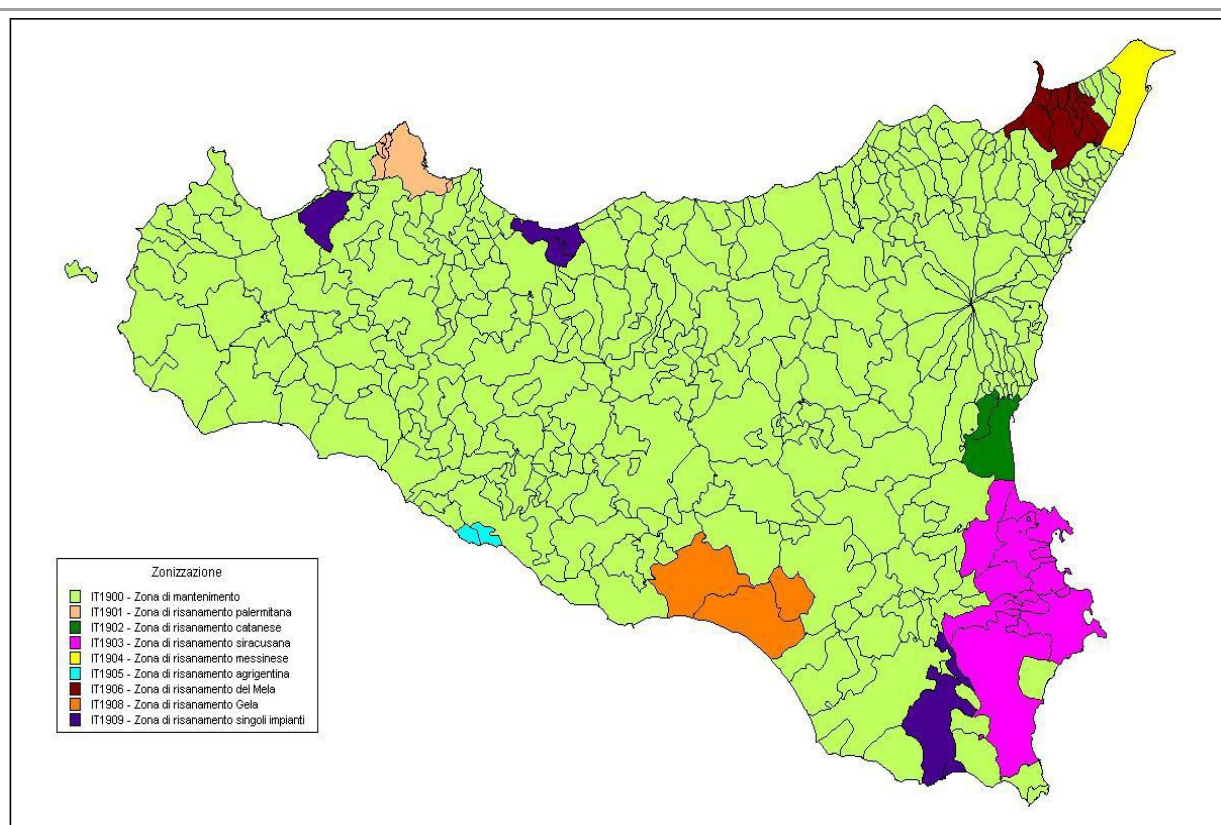 Zonizzazione
IT1900 - Zona di mantenimento
IT1901 - Zona di risanamento palermitana
IT1902 - Zona di risanamento catanese
IT1903 - Zona di risanamento siracusana
IT1904 - Zona di risanamento messinese
IT1905 - Zona di risanamento agrigentina
IT1906 - Zona di risanamento del Mela
IT1908 - Zona di risanamento Gela
IT1909 - Zona di risanamento singoli impianti